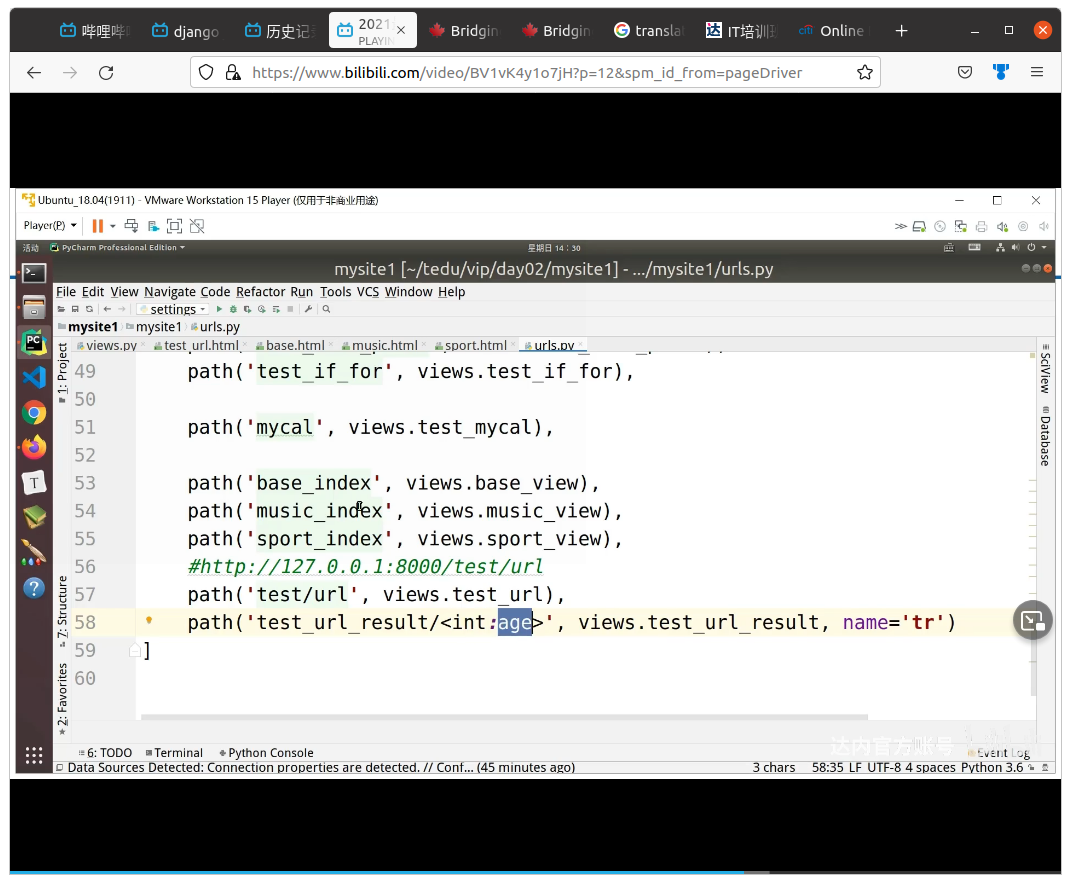 哔哩哔哩
django
历史记
2021
PLAYIN
Bridgin
Bridgin
transla
IT培训
citi Online
https://www.bilibili.com/video/BV1vK4y1o7jH?p=12&spm_id_from=pageDriver
Ubuntu_18.04(1911) - VMware Workstation 15 Player (仅用于非商业用途)
Player(P)
活动 PyCharm Professional Edition 星期日 14:30
mysite1 [~/tedu/vip/day02/mysite1] - .../mysite1/urls.py
File Edit View Navigate Code Refactor Run Tools VCS Window Help
settings
mysite1 mysite1 urls.py
views.py test_url.html base.html music.html sport.html urls.py
49 path('test_if_for', views.test_if_for),
50
51 path('mycal', views.test_mycal),
52
53 path('base_index', views.base_view),
54 path('music_index', views.music_view),
55 path('sport_index', views.sport_view),
56 #http://127.0.0.1:8000/test/url
57 path('test/url', views.test_url),
58 path('test_url_result/<int:age>', views.test_url_result, name='tr')
59 ]
60
1: Project
7: Structure
2: Favorites
SciView
Database
PC
T
?
达内官方账号
6: TODO Terminal Python Console Event Log
Data Sources Detected: Connection properties are detected. // Conf... (45 minutes ago) 3 chars 58:35 LF UTF-8 4 spaces Python 3.6